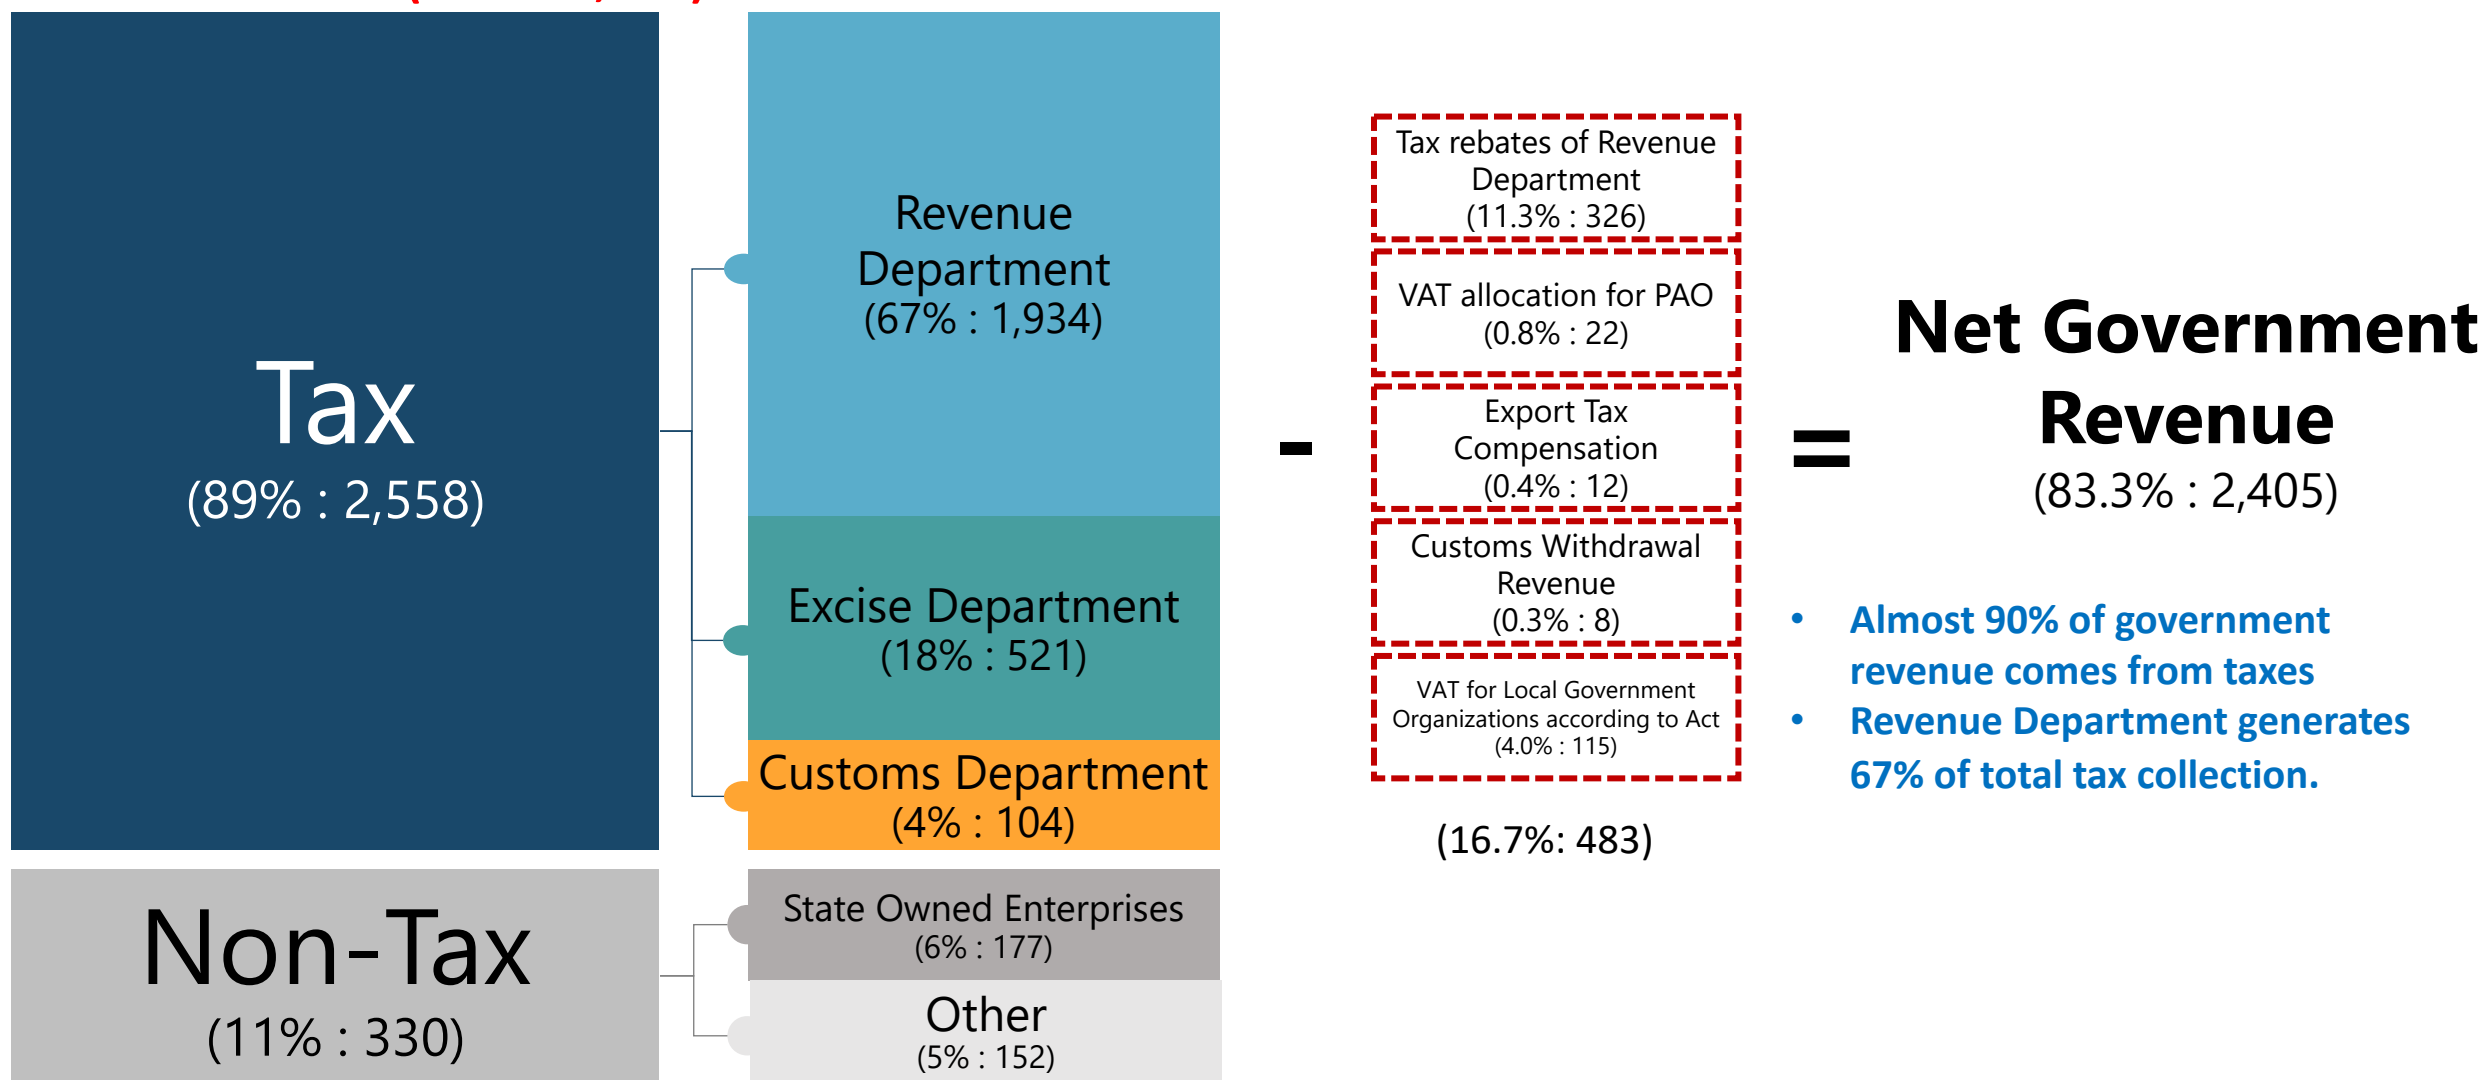 Tax
(89% : 2,558)
Non-Tax
(11% : 330)
Revenue
Department
(67% : 1,934)
Excise Department
(18% : 521)
Customs Department
(4% : 104)
State Owned Enterprises
(6% : 177)
Other
(5% : 152)
-
Tax rebates of Revenue
Department
(11.3% : 326)
VAT allocation for PAO
(0.8% : 22)
Export Tax
Compensation
(0.4% : 12)
Customs Withdrawal
Revenue
(0.3% : 8)
VAT for Local Government
Organizations according to Act
(4.0% : 115)
(16.7%: 483)
=
Net Government
Revenue
(83.3% : 2,405)
• Almost 90% of government
revenue comes from taxes
• Revenue Department generates
67% of total tax collection.